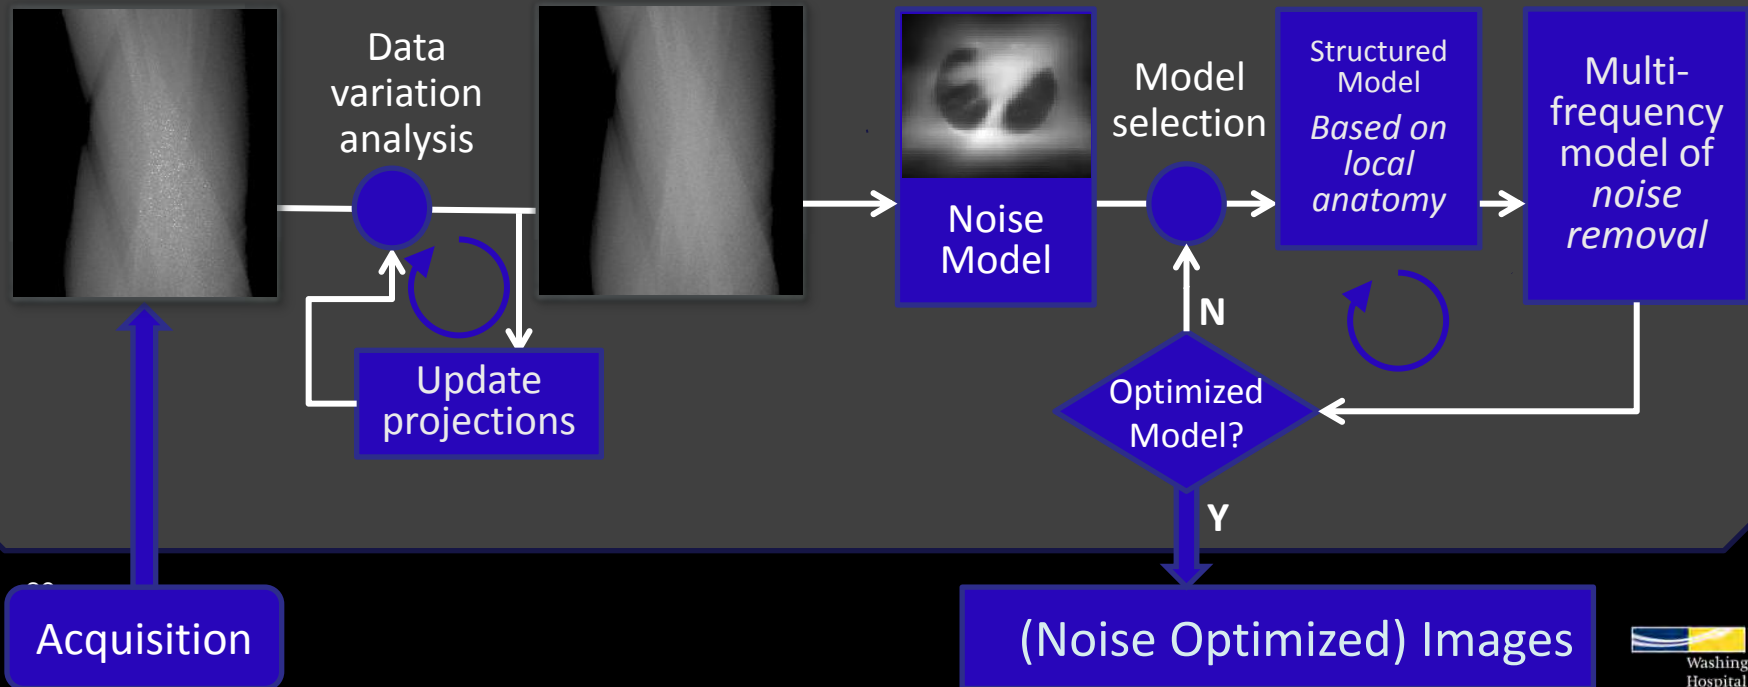 Data
variation
analysis
Update
projections
Noise
Model
Model
selection
Structured
Model
Based on
local
anatomy
Multi-
frequency
model of
noise
removal
N
Optimized
Model?
Y
Acquisition
(Noise Optimized) Images
Washing
Hospital